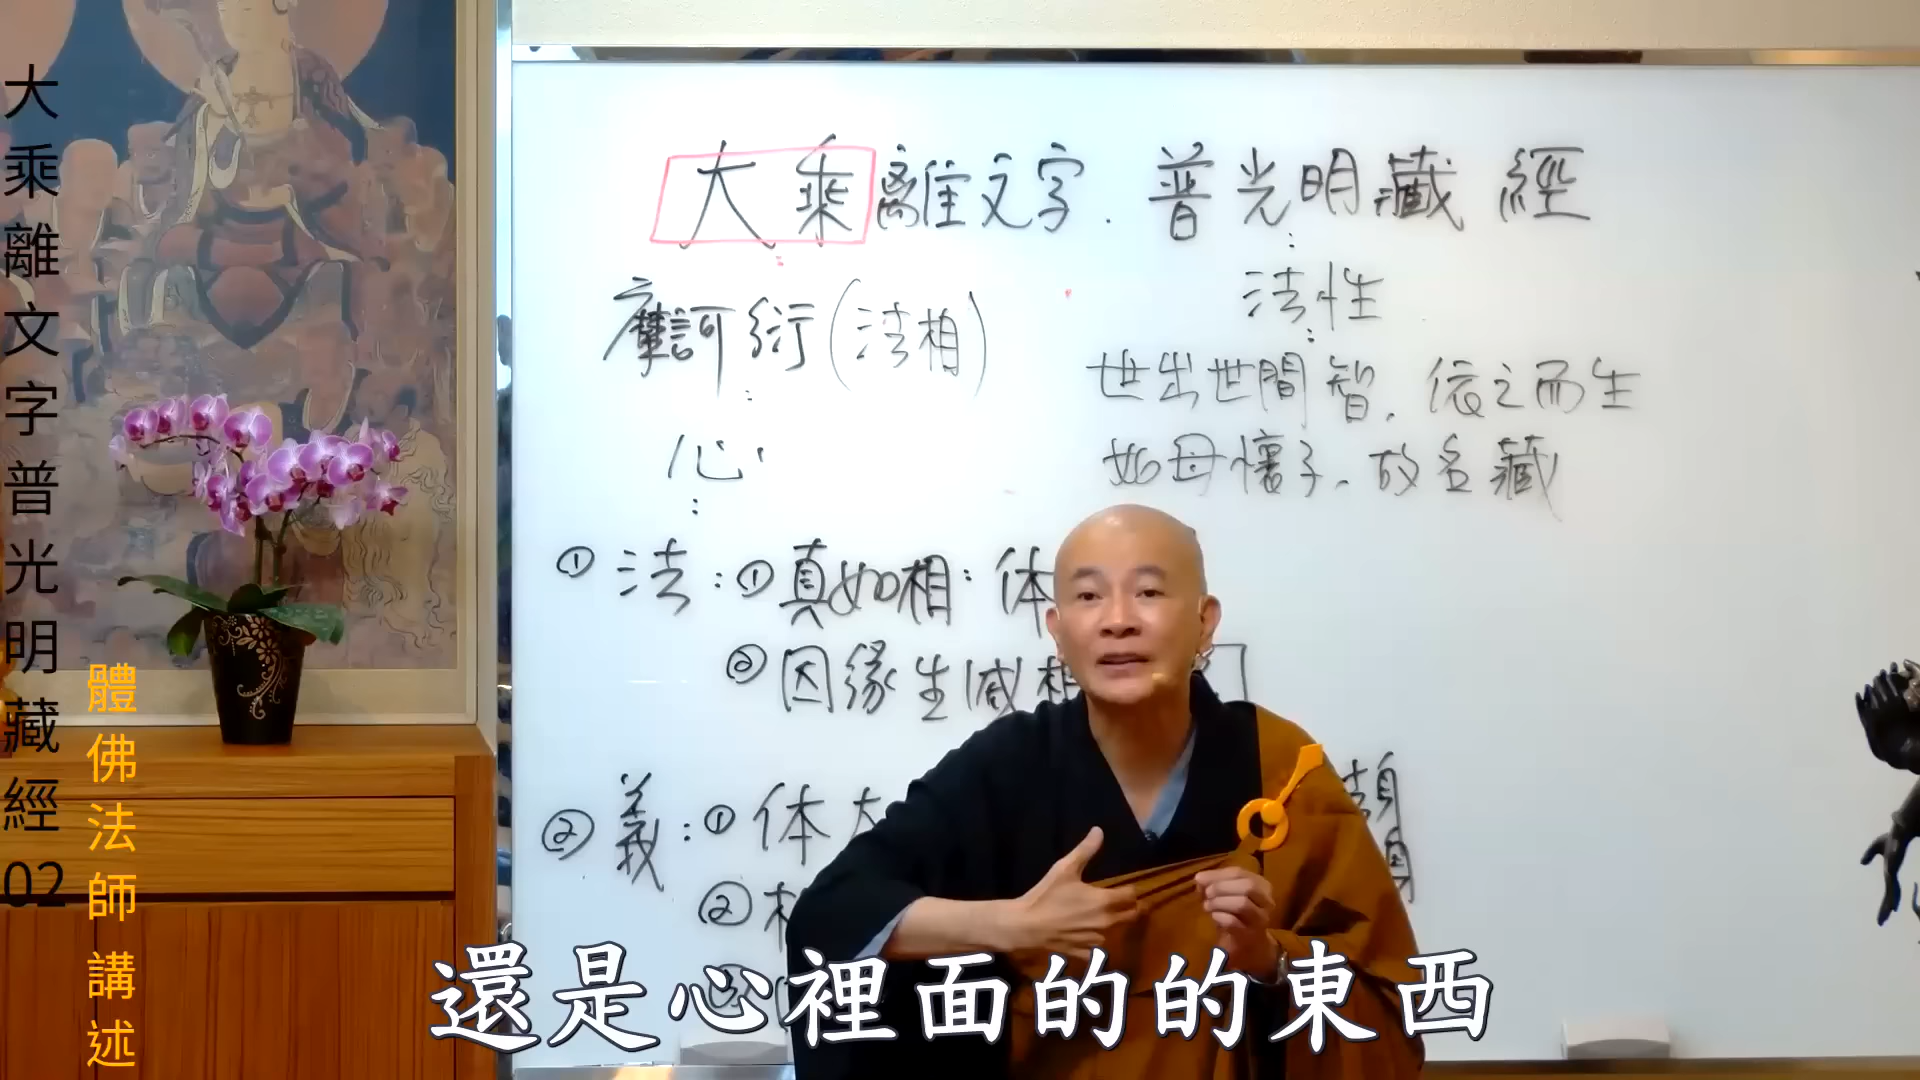 大乘離文字普光明藏經02
體佛法師講述
大乘離文字.普光明藏經
摩訶衍(法相)
法性
世出世間智.依之而生
如母懷子.故名藏
心
① 法:①真如相:体
②因緣生滅相
② 義:①体大
②
還是心裡面的的東西